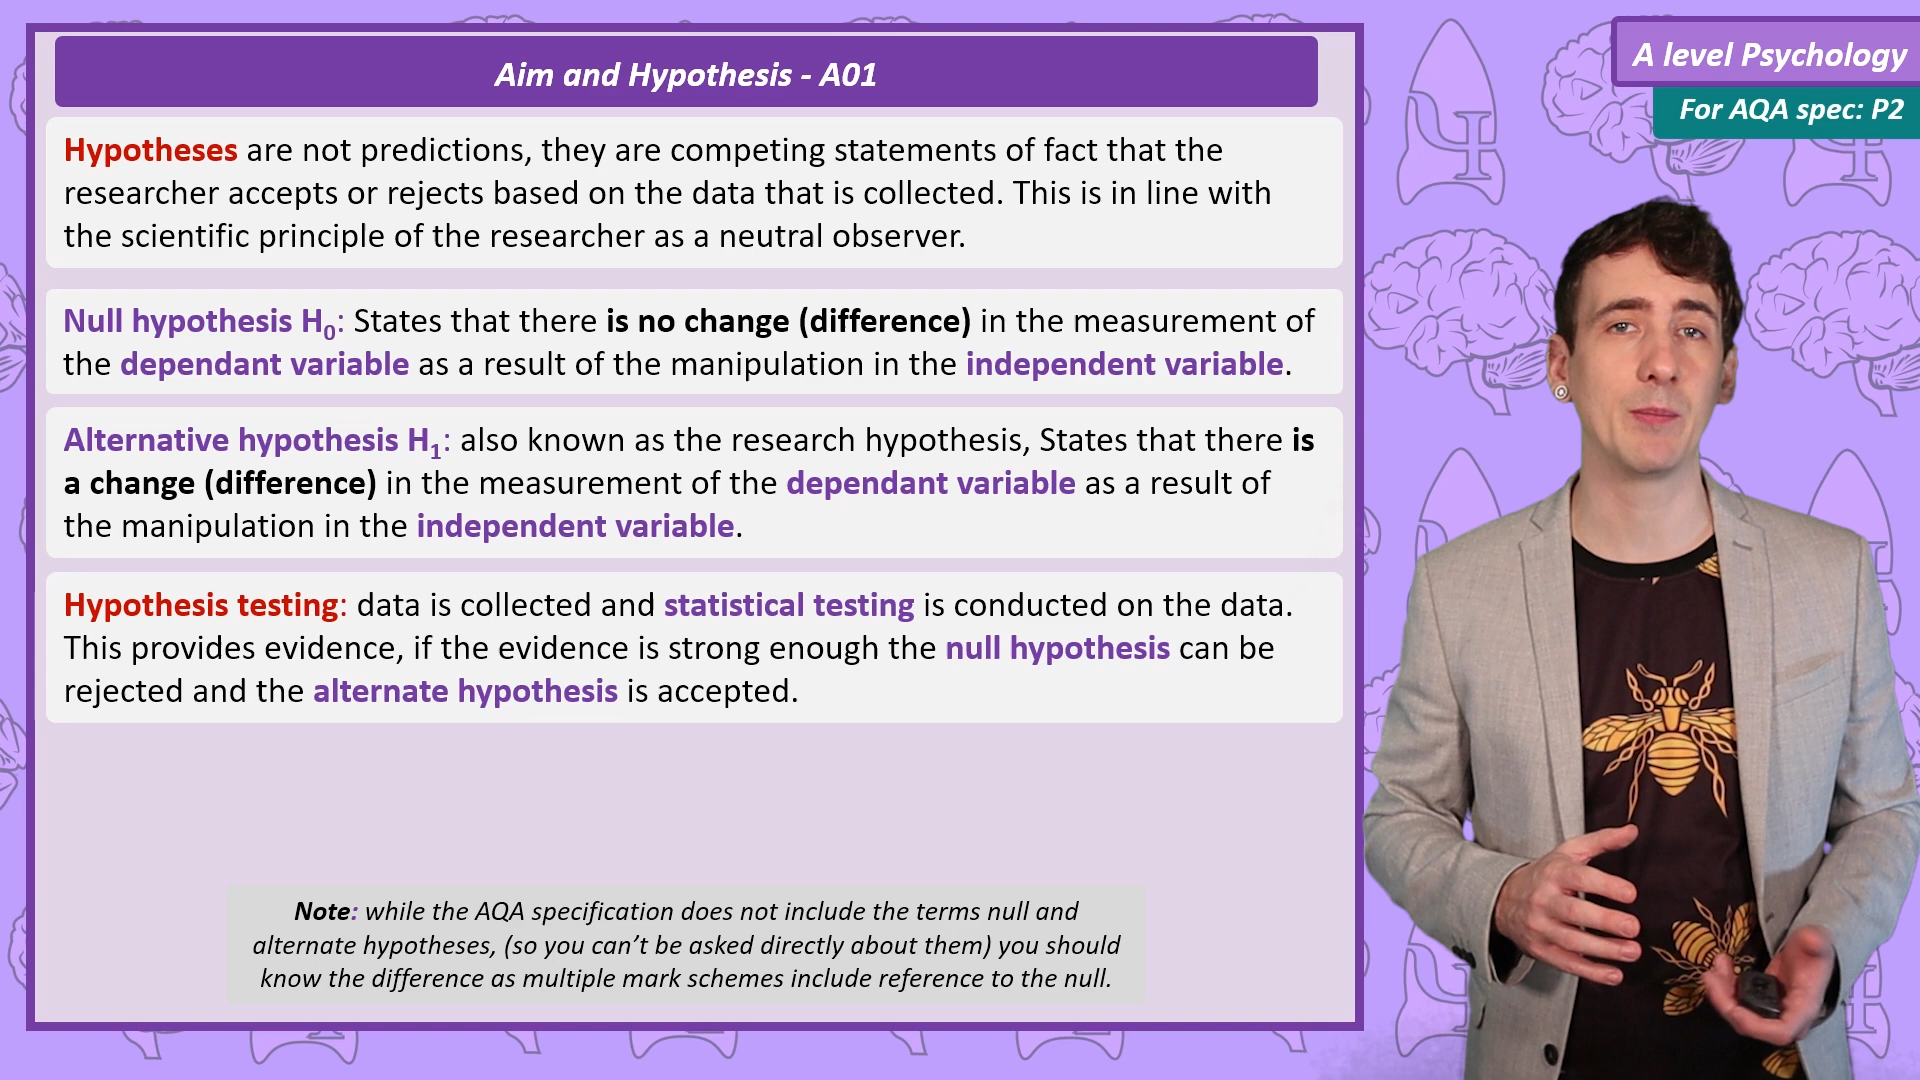 Aim and Hypothesis - A01
A level Psychology
For AQA spec: P2
Hypotheses are not predictions, they are competing statements of fact that the
researcher accepts or rejects based on the data that is collected. This is in line with
the scientific principle of the researcher as a neutral observer.
Null hypothesis H₀: States that there is no change (difference) in the measurement of
the dependant variable as a result of the manipulation in the independent variable.
Alternative hypothesis H₁: also known as the research hypothesis, States that there is
a change (difference) in the measurement of the dependant variable as a result of
the manipulation in the independent variable.
Hypothesis testing: data is collected and statistical testing is conducted on the data.
This provides evidence, if the evidence is strong enough the null hypothesis can be
rejected and the alternate hypothesis is accepted.
Note: while the AQA specification does not include the terms null and
alternate hypotheses, (so you can’t be asked directly about them) you should
know the difference as multiple mark schemes include reference to the null.